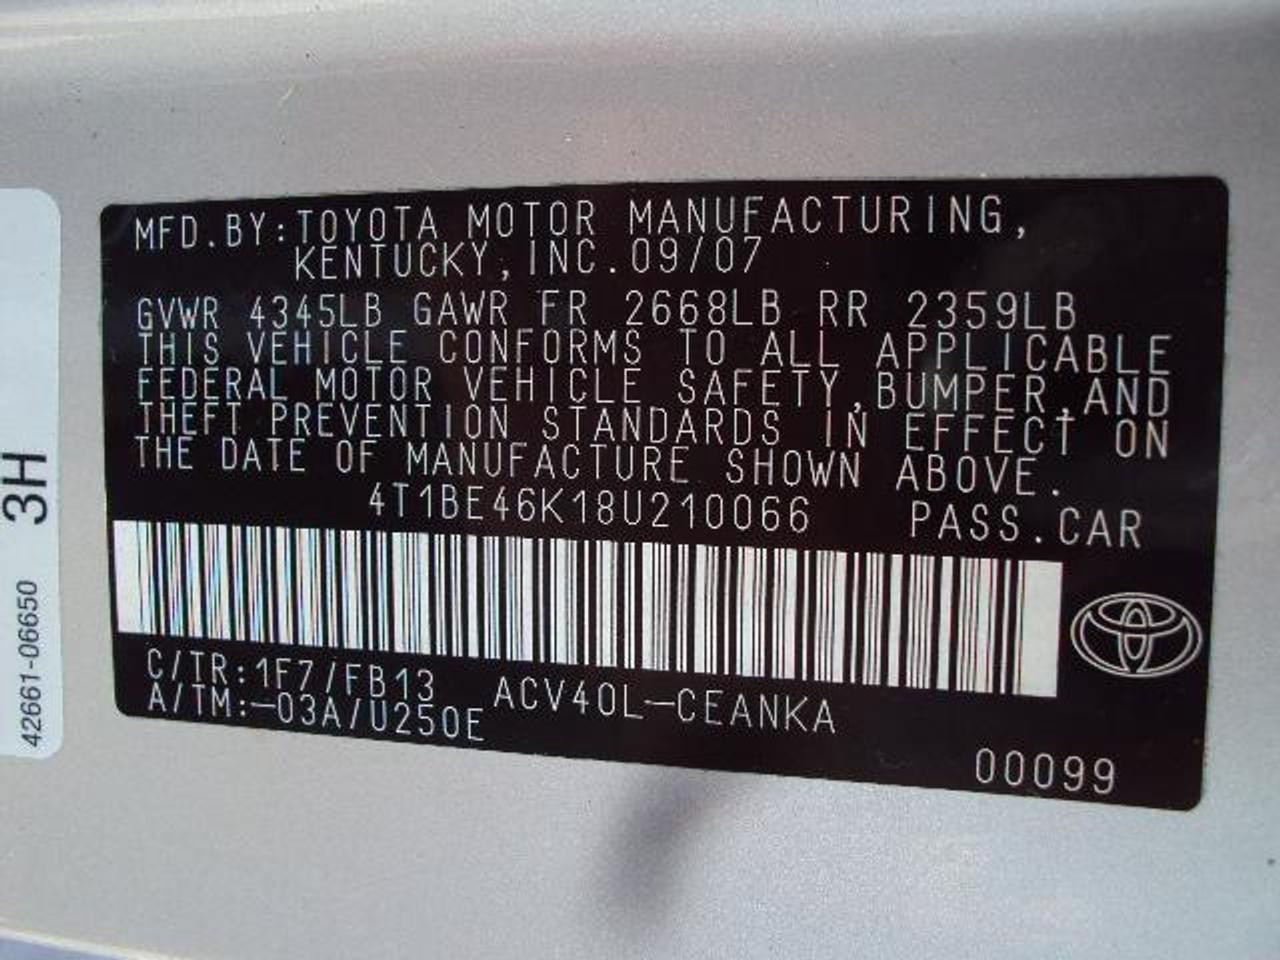 MFD.BY:TOYOTA MOTOR MANUFACTURING,
KENTUCKY,INC.09/07
GVWR 4345LB GAWR FR 2668LB RR 2359LB
THIS VEHICLE CONFORMS TO ALL APPLICABLE
FEDERAL MOTOR VEHICLE SAFETY,BUMPER,AND
THEFT PREVENTION STANDARDS IN EFFECT ON
THE DATE OF MANUFACTURE SHOWN ABOVE.
4T1BE46K18U210066 PASS.CAR
C/TR:1F7/FB13 ACV40L-CEANKA
A/TM:-03A/U250E
00099
42661-06650 3H